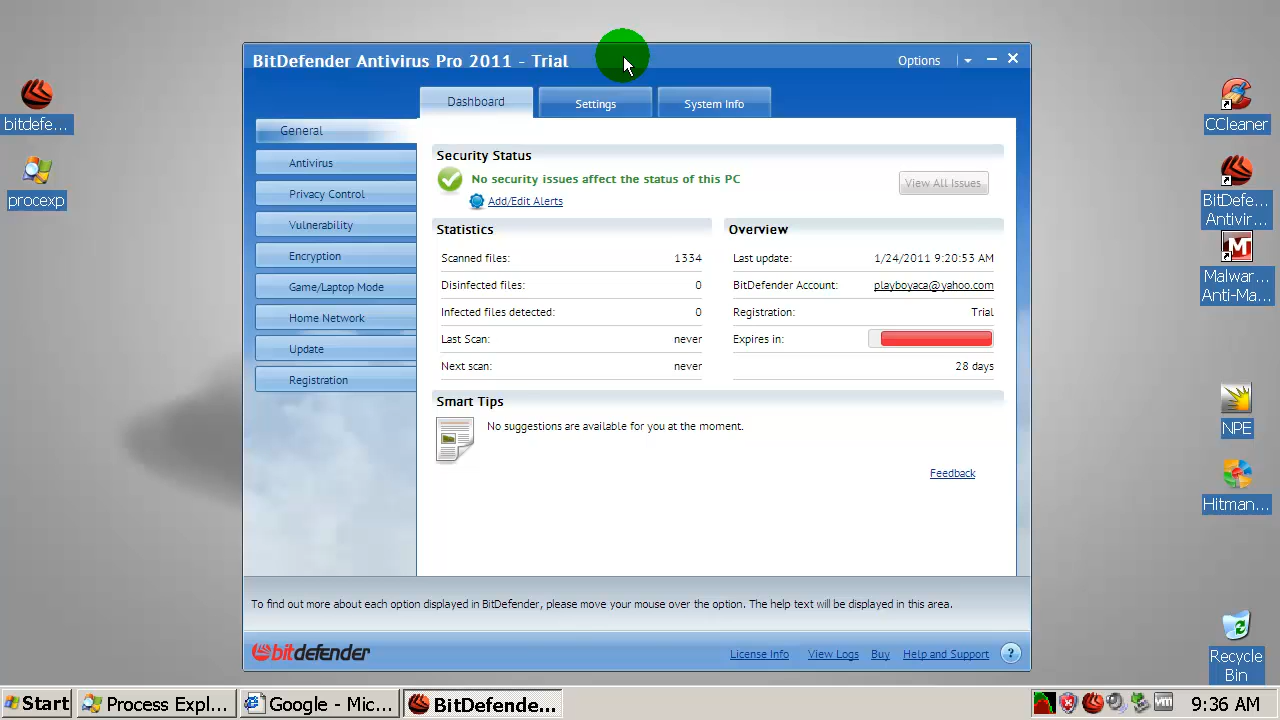 BitDefender Antivirus Pro 2011 - Trial
Options
Dashboard
Settings
System Info
General
Antivirus
Privacy Control
Vulnerability
Encryption
Game/Laptop Mode
Home Network
Update
Registration
Security Status
No security issues affect the status of this PC
View All Issues
Add/Edit Alerts
Statistics
Scanned files: 1334
Disinfected files: 0
Infected files detected: 0
Last Scan: never
Next scan: never
Overview
Last update: 1/24/2011 9:20:53 AM
BitDefender Account: playboyaca@yahoo.com
Registration: Trial
Expires in:
28 days
Smart Tips
No suggestions are available for you at the moment.
Feedback
To find out more about each option displayed in BitDefender, please move your mouse over the option. The help text will be displayed in this area.
bitdefender
License Info
View Logs
Buy
Help and Support
?
bitdefe...
procexp
CCleaner
BitDefe...
Antivir...
Malwar...
Anti-Ma...
NPE
Hitman...
Recycle
Bin
Start
Process Expl...
Google - Mic...
BitDefende...
vm
9:36 AM